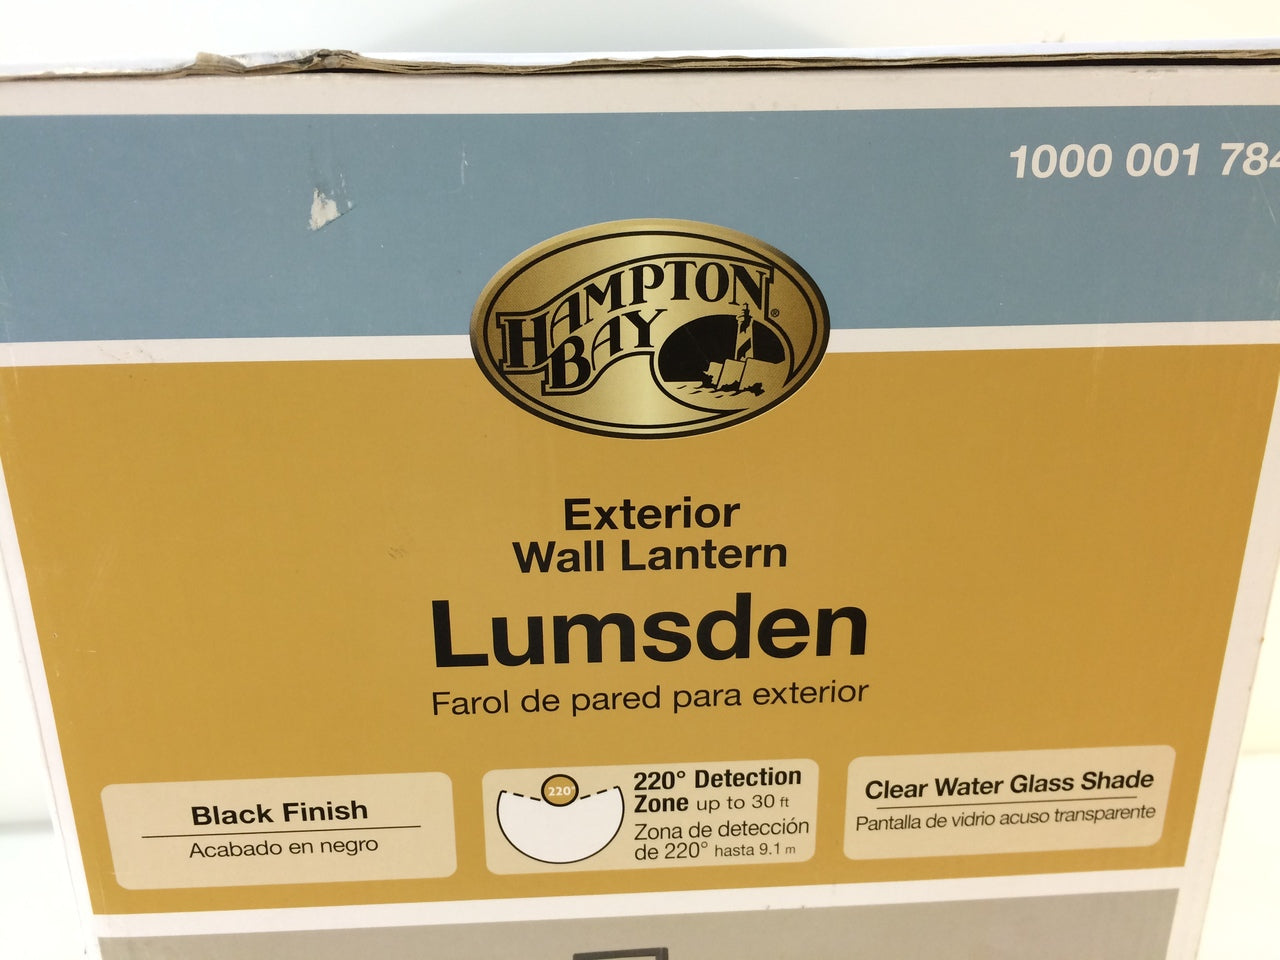 1000 001 784
HAMPTON
BAY
®
Exterior
Wall Lantern
Lumsden
Farol de pared para exterior
Black Finish
Acabado en negro
220°
220° Detection
Zone up to 30 ft
Zona de detección
de 220° hasta 9.1 m
Clear Water Glass Shade
Pantalla de vidrio acuso transparente